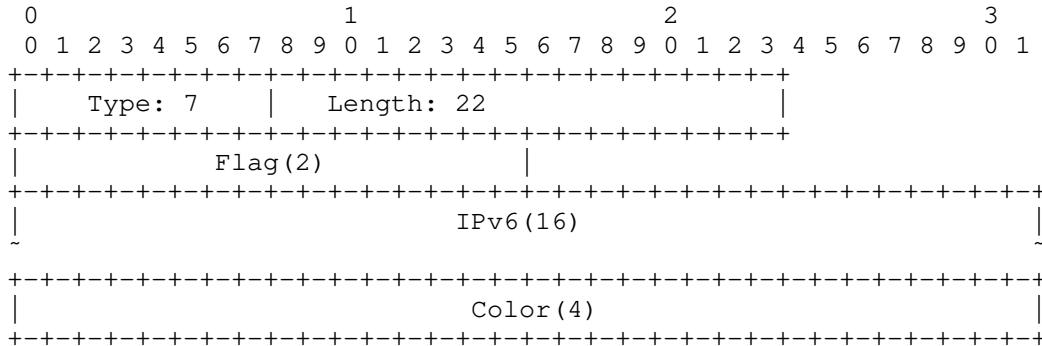 0                   1                   2                   3
0 1 2 3 4 5 6 7 8 9 0 1 2 3 4 5 6 7 8 9 0 1 2 3 4 5 6 7 8 9 0 1
+-+-+-+-+-+-+-+-+-+-+-+-+-+-+-+-+-+-+-+-+-+-+-+-+
|    Type: 7    |   Length: 22                  |
+-+-+-+-+-+-+-+-+-+-+-+-+-+-+-+-+-+-+-+-+-+-+-+-+
|            Flag(2)            |
+-+-+-+-+-+-+-+-+-+-+-+-+-+-+-+-+-+-+-+-+-+-+-+-+-+-+-+-+-+-+-+-+
|                           IPv6(16)                            |
~                                                               ~
+-+-+-+-+-+-+-+-+-+-+-+-+-+-+-+-+-+-+-+-+-+-+-+-+-+-+-+-+-+-+-+-+
|                            Color(4)                           |
+-+-+-+-+-+-+-+-+-+-+-+-+-+-+-+-+-+-+-+-+-+-+-+-+-+-+-+-+-+-+-+-+